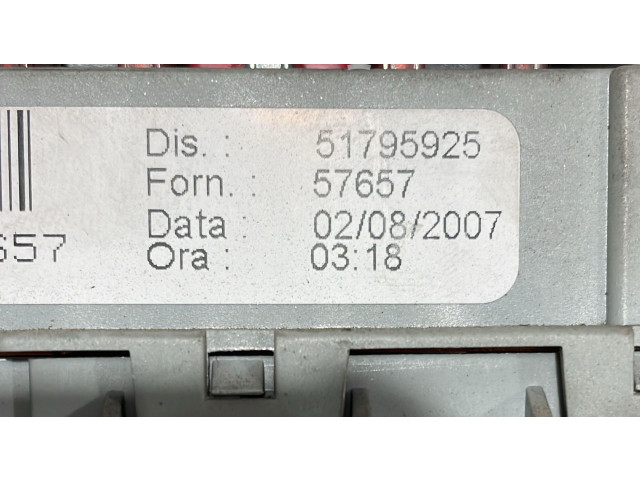 Dis. : 51795925
Forn. : 57657
Data : 02/08/2007
Ora : 03:18
657